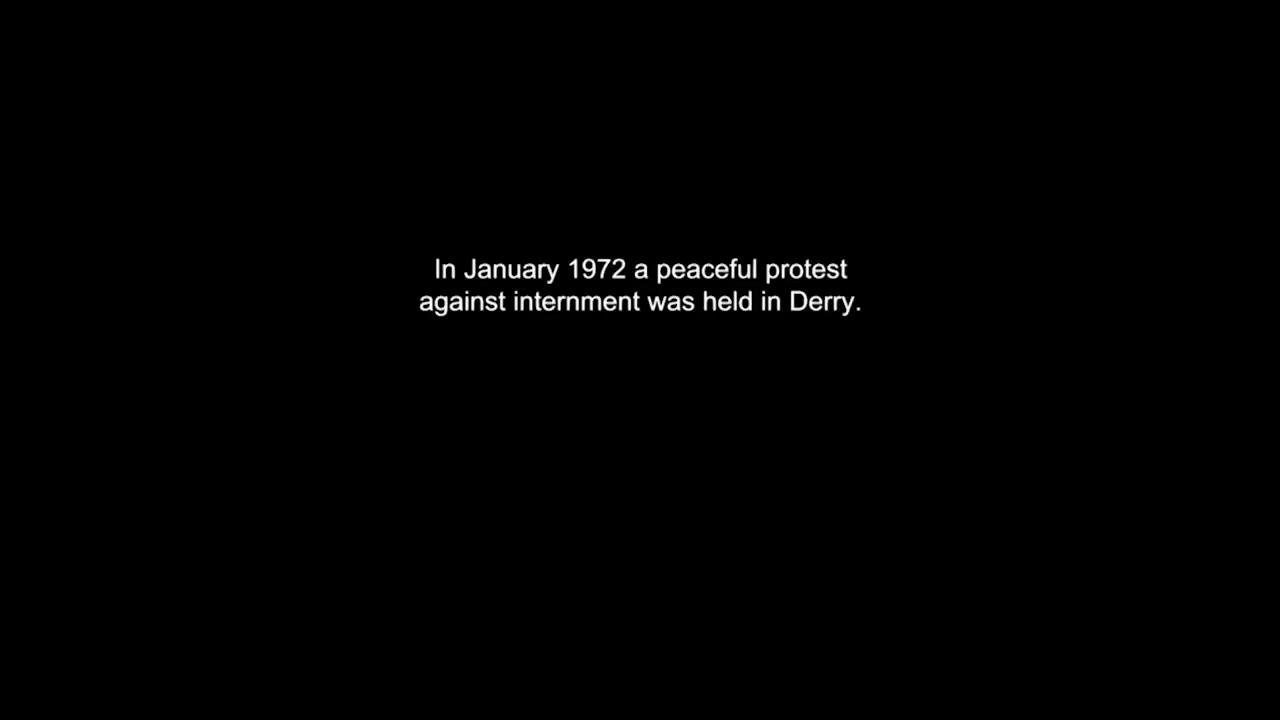 In January 1972 a peaceful protest
against internment was held in Derry.